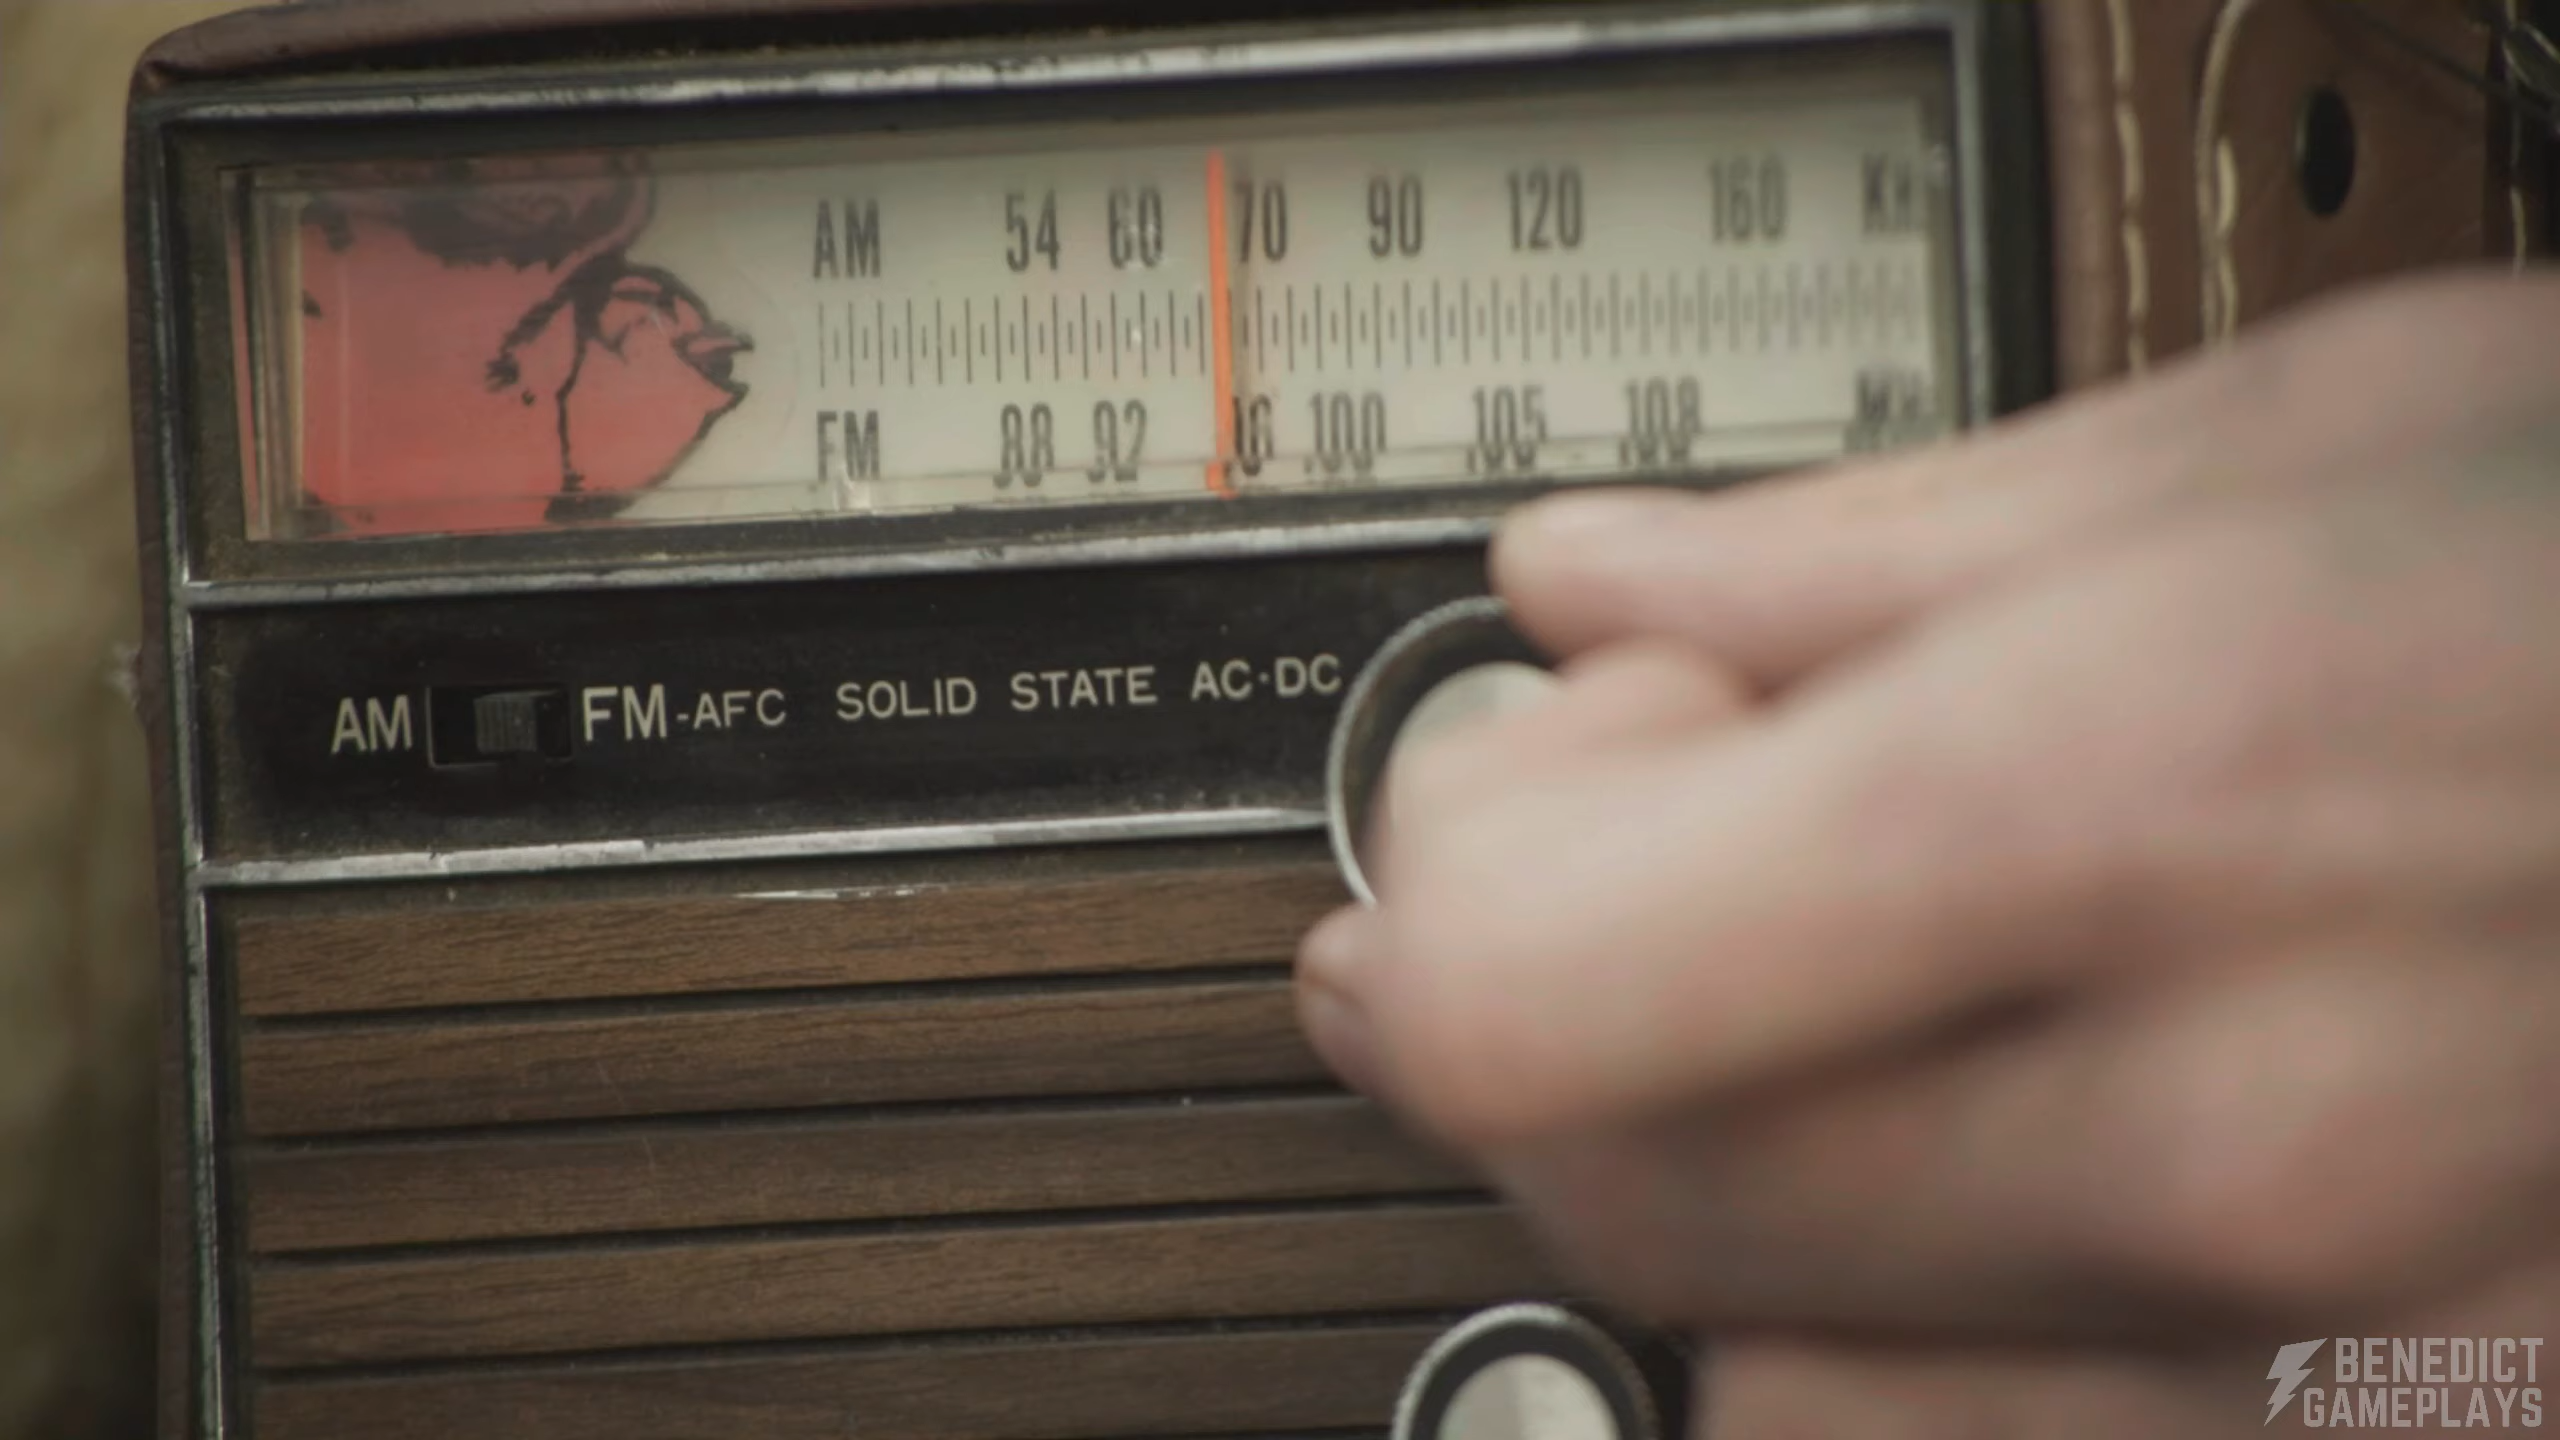 AM 54 60 70 90 120 160
FM 88 92 100 105 108
AM FM-AFC SOLID STATE AC·DC
BENEDICT
GAMEPLAYS